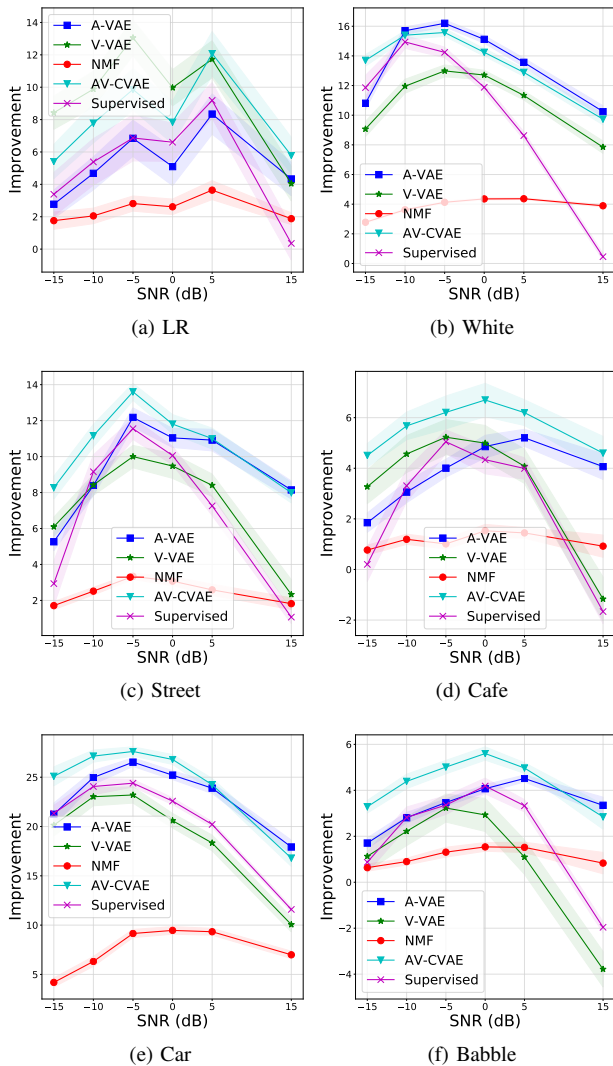 14
12
10
8
6
4
2
0
Improvement
A-VAE
V-VAE
NMF
AV-CVAE
Supervised
−15
−10
−5
0
5
15
SNR (dB)
(a) LR
16
14
12
10
8
6
4
2
0
Improvement
A-VAE
V-VAE
NMF
AV-CVAE
Supervised
−15
−10
−5
0
5
15
SNR (dB)
(b) White
14
12
10
8
6
4
2
Improvement
A-VAE
V-VAE
NMF
AV-CVAE
Supervised
−15
−10
−5
0
5
15
SNR (dB)
(c) Street
6
4
2
0
−2
Improvement
A-VAE
V-VAE
NMF
AV-CVAE
Supervised
−15
−10
−5
0
5
15
SNR (dB)
(d) Cafe
25
20
15
10
5
Improvement
A-VAE
V-VAE
NMF
AV-CVAE
Supervised
−15
−10
−5
0
5
15
SNR (dB)
(e) Car
6
4
2
0
−2
−4
Improvement
A-VAE
V-VAE
NMF
AV-CVAE
Supervised
−15
−10
−5
0
5
15
SNR (dB)
(f) Babble